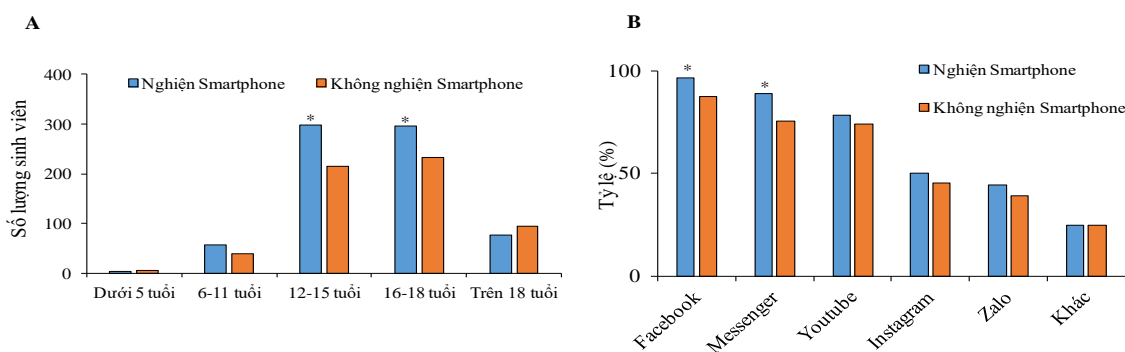 A
Số lượng sinh viên
400
300
200
100
0
Nghiện Smartphone
Không nghiện Smartphone
*
*
Dưới 5 tuổi
6-11 tuổi
12-15 tuổi
16-18 tuổi
Trên 18 tuổi
B
Tỷ lệ (%)
100
50
0
Nghiện Smartphone
Không nghiện Smartphone
*
*
Facebook
Messenger
Youtube
Instagram
Zalo
Khác